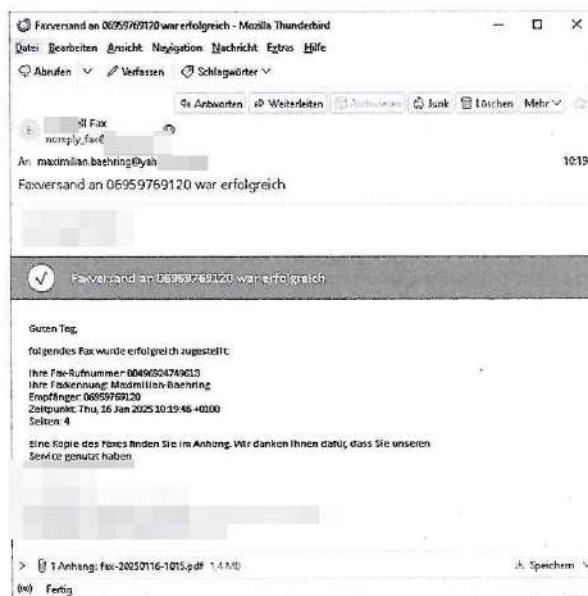 Faxversand an 06959769120 war erfolgreich - Mozilla Thunderbird
Datei Bearbeiten Ansicht Navigation Nachricht Extras Hilfe
Abrufen Verfassen Schlagwörter
Antworten Weiterleiten Archivieren Junk Löschen Mehr
ll Fax
noreply_fax@
An maximilian.baehring@yah 10:19
Faxversand an 06959769120 war erfolgreich
Faxversand an 06959769120 war erfolgreich
Guten Tag,
folgendes Fax wurde erfolgreich zugestellt:
Ihre Fax-Rufnummer: 00496924749613
Ihre Faxkennung: Maximilian-Baehring
Empfänger: 06959769120
Zeitpunkt: Thu, 16 Jan 2025 10:19:46 +0100
Seiten: 4
Eine Kopie des Faxes finden Sie im Anhang. Wir danken Ihnen dafür, dass Sie unseren
Service genutzt haben
1 Anhang: fax-20250116-1015.pdf 1,4 MB Speichern
Fertig